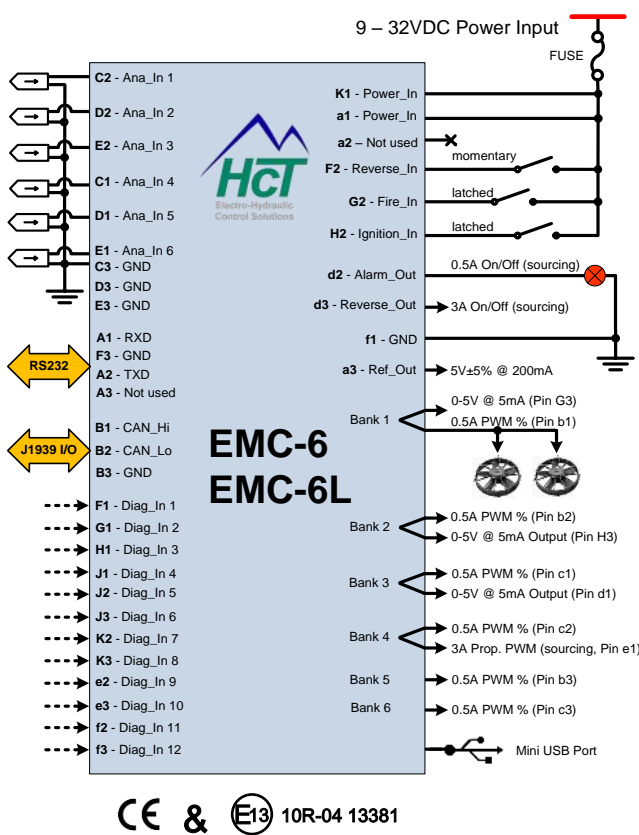 9 – 32VDC Power Input
FUSE
C2 - Ana_In 1
D2 - Ana_In 2
E2 - Ana_In 3
C1 - Ana_In 4
D1 - Ana_In 5
E1 - Ana_In 6
C3 - GND
D3 - GND
E3 - GND
A1 - RXD
F3 - GND
A2 - TXD
A3 - Not used
RS232
B1 - CAN_Hi
B2 - CAN_Lo
B3 - GND
J1939 I/O
F1 - Diag_In 1
G1 - Diag_In 2
H1 - Diag_In 3
J1 - Diag_In 4
J2 - Diag_In 5
J3 - Diag_In 6
K2 - Diag_In 7
K3 - Diag_In 8
e2 - Diag_In 9
e3 - Diag_In 10
f2 - Diag_In 11
f3 - Diag_In 12
HCT
Electro-Hydraulic
Control Solutions
EMC-6
EMC-6L
K1 - Power_In
a1 - Power_In
a2 – Not used
F2 - Reverse_In
momentary
G2 - Fire_In
latched
H2 - Ignition_In
latched
d2 - Alarm_Out
0.5A On/Off (sourcing)
d3 - Reverse_Out
3A On/Off (sourcing)
f1 - GND
a3 - Ref_Out
5V±5% @ 200mA
Bank 1
0-5V @ 5mA (Pin G3)
0.5A PWM % (Pin b1)
Bank 2
0.5A PWM % (Pin b2)
0-5V @ 5mA Output (Pin H3)
Bank 3
0.5A PWM % (Pin c1)
0-5V @ 5mA Output (Pin d1)
Bank 4
0.5A PWM % (Pin c2)
3A Prop. PWM (sourcing, Pin e1)
Bank 5
0.5A PWM % (Pin b3)
Bank 6
0.5A PWM % (Pin c3)
Mini USB Port
CE & E13 10R-04 13381